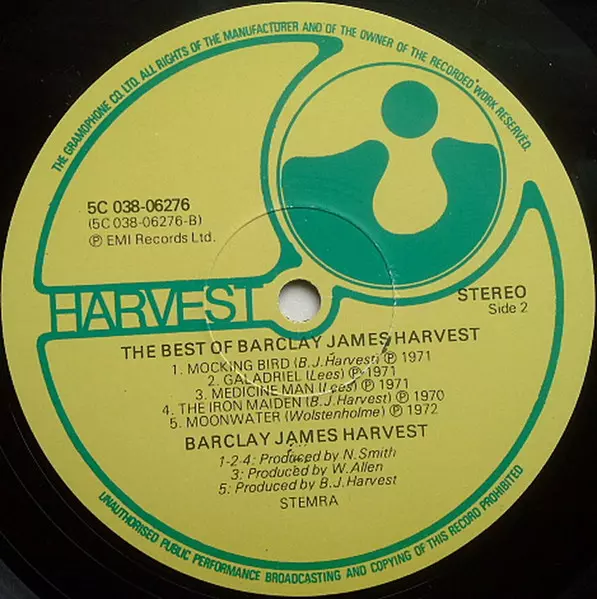 THE GRAMOPHONE CO. LTD. ALL RIGHTS OF THE MANUFACTURER AND OF THE OWNER OF THE RECORDED WORK RESERVED.
5C 038-06276
(5C 038-06276-B)
Ⓟ EMI Records Ltd.
HARVEST
STEREO
Side 2
THE BEST OF BARCLAY JAMES HARVEST
1. MOCKING BIRD (B.J.Harvest) Ⓟ 1971
2. GALADRIEL (Lees) Ⓟ 1971
3. MEDICINE MAN (Lees) Ⓟ 1971
4. THE IRON MAIDEN (B.J.Harvest) Ⓟ 1970
5. MOONWATER (Wolstenholme) Ⓟ 1972
BARCLAY JAMES HARVEST
1-2-4: Produced by N. Smith
3: Produced by W. Allen
5: Produced by B.J. Harvest
STEMRA
UNAUTHORISED PUBLIC PERFORMANCE BROADCASTING AND COPYING OF THIS RECORD PROHIBITED